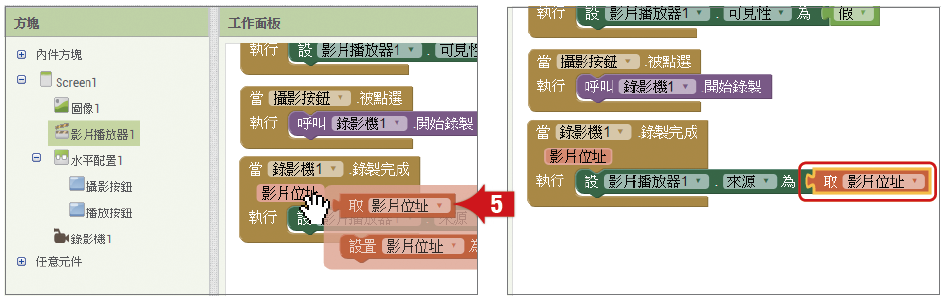 方塊
內件方塊
Screen1
圖像1
影片播放器1
水平配置1
攝影按鈕
播放按鈕
錄影機1
任意元件
工作面板
執行 設 影片播放器1 . 可見性
當 攝影按鈕 .被點選
執行 呼叫 錄影機1 .開始錄製
當 錄影機1 .錄製完成
影片位址
執行 設 影片播放器1 . 來源
取 影片位址
設置 影片位址 為
5
執行 設 影片播放器1 . 可見性 為 假
當 攝影按鈕 .被點選
執行 呼叫 錄影機1 .開始錄製
當 錄影機1 .錄製完成
影片位址
執行 設 影片播放器1 . 來源 為 取 影片位址